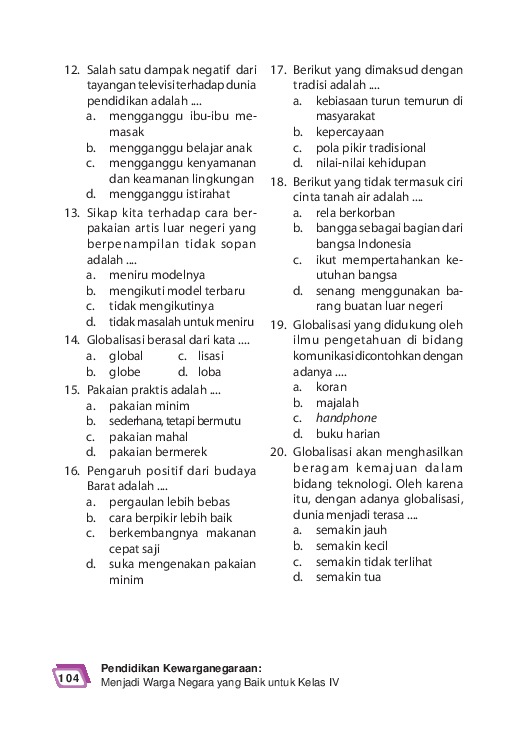 12. Salah satu dampak negatif dari
tayangan televisi terhadap dunia
pendidikan adalah ....
a. mengganggu ibu-ibu me-
masak
b. mengganggu belajar anak
c. mengganggu kenyamanan
dan keamanan lingkungan
d. mengganggu istirahat
13. Sikap kita terhadap cara ber-
pakaian artis luar negeri yang
berpenampilan tidak sopan
adalah ....
a. meniru modelnya
b. mengikuti model terbaru
c. tidak mengikutinya
d. tidak masalah untuk meniru
14. Globalisasi berasal dari kata ....
a. global c. lisasi
b. globe d. loba
15. Pakaian praktis adalah ....
a. pakaian minim
b. sederhana, tetapi bermutu
c. pakaian mahal
d. pakaian bermerek
16. Pengaruh positif dari budaya
Barat adalah ....
a. pergaulan lebih bebas
b. cara berpikir lebih baik
c. berkembangnya makanan
cepat saji
d. suka mengenakan pakaian
minim
17. Berikut yang dimaksud dengan
tradisi adalah ....
a. kebiasaan turun temurun di
masyarakat
b. kepercayaan
c. pola pikir tradisional
d. nilai-nilai kehidupan
18. Berikut yang tidak termasuk ciri
cinta tanah air adalah ....
a. rela berkorban
b. bangga sebagai bagian dari
bangsa Indonesia
c. ikut mempertahankan ke-
utuhan bangsa
d. senang menggunakan ba-
rang buatan luar negeri
19. Globalisasi yang didukung oleh
ilmu pengetahuan di bidang
komunikasi dicontohkan dengan
adanya ....
a. koran
b. majalah
c. handphone
d. buku harian
20. Globalisasi akan menghasilkan
beragam kemajuan dalam
bidang teknologi. Oleh karena
itu, dengan adanya globalisasi,
dunia menjadi terasa ....
a. semakin jauh
b. semakin kecil
c. semakin tidak terlihat
d. semakin tua
104
Pendidikan Kewarganegaraan:
Menjadi Warga Negara yang Baik untuk Kelas IV